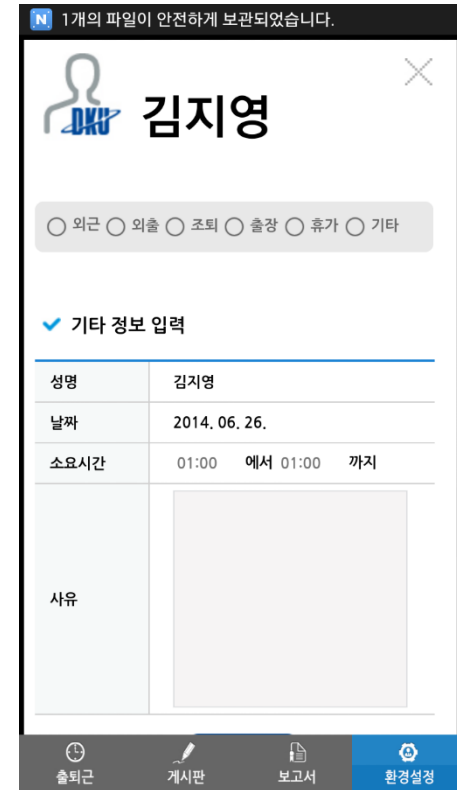 N 1개의 파일이 안전하게 보관되었습니다.
DKU 김지영
외근 외출 조퇴 출장 휴가 기타
기타 정보 입력
성명 김지영
날짜 2014. 06. 26.
소요시간 01:00 에서 01:00 까지
사유
출퇴근 게시판 보고서 환경설정